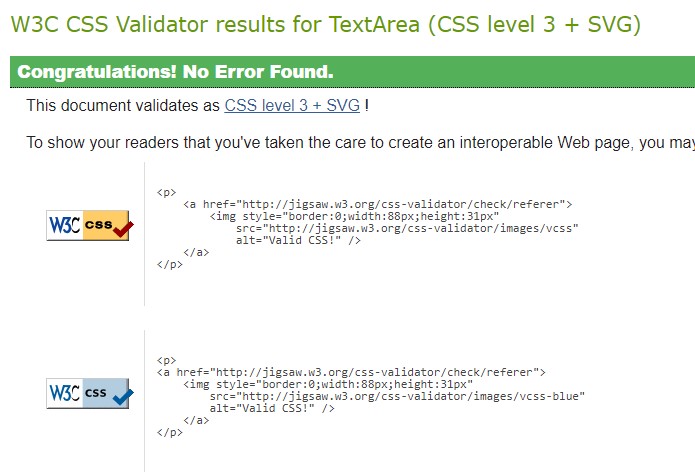 W3C CSS Validator results for TextArea (CSS level 3 + SVG)
Congratulations! No Error Found.
This document validates as CSS level 3 + SVG !
To show your readers that you've taken the care to create an interoperable Web page, you may
W3C css
<p>
<a href="http://jigsaw.w3.org/css-validator/check/referer">
<img style="border:0;width:88px;height:31px"
src="http://jigsaw.w3.org/css-validator/images/vcss"
alt="Valid CSS!" />
</a>
</p>
W3C css
<p>
<a href="http://jigsaw.w3.org/css-validator/check/referer">
<img style="border:0;width:88px;height:31px"
src="http://jigsaw.w3.org/css-validator/images/vcss-blue"
alt="Valid CSS!" />
</a>
</p>